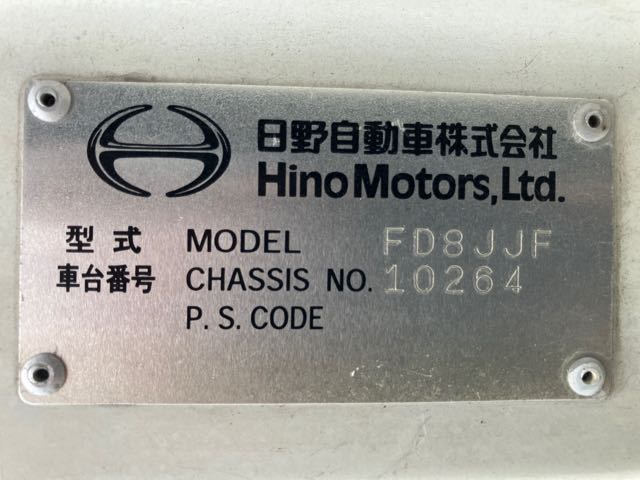 日野自動車株式会社
Hino Motors, Ltd.
型式 MODEL FD8JJF
車台番号 CHASSIS NO. 10264
P. S. CODE